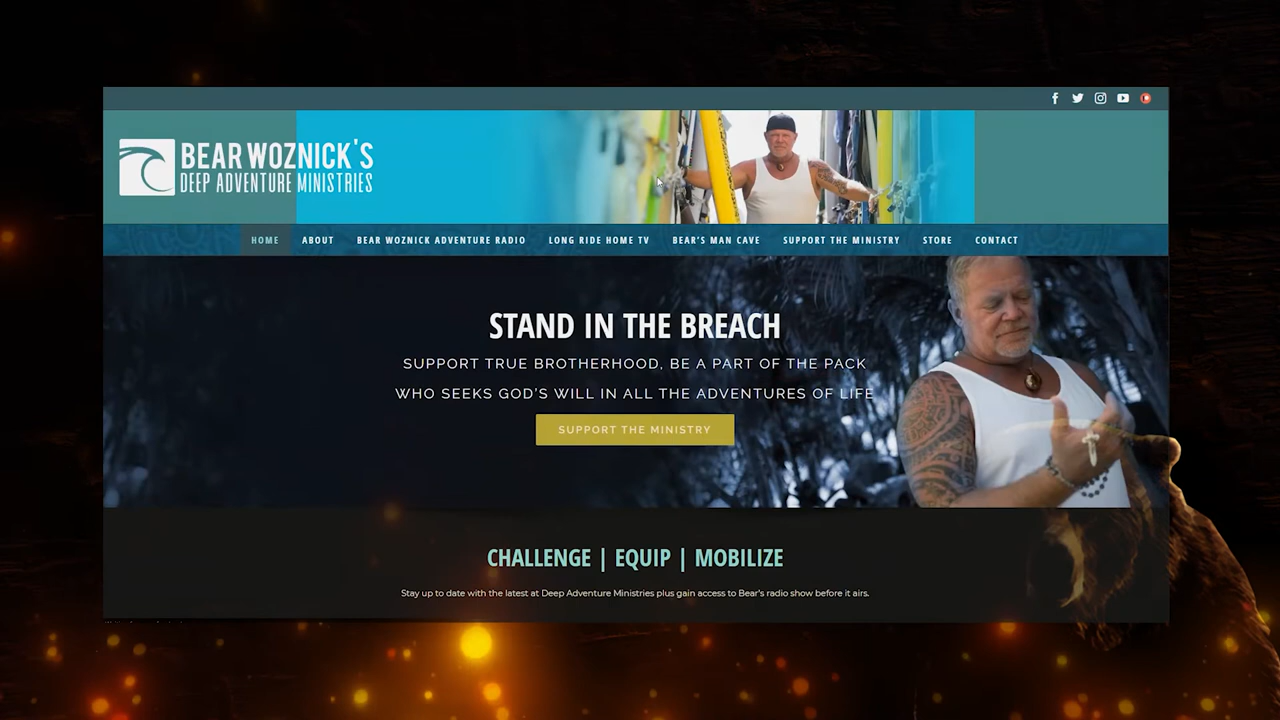 BEAR WOZNICK'S
DEEP ADVENTURE MINISTRIES
HOME ABOUT BEAR WOZNICK ADVENTURE RADIO LONG RIDE HOME TV BEAR'S MAN CAVE SUPPORT THE MINISTRY STORE CONTACT
STAND IN THE BREACH
SUPPORT TRUE BROTHERHOOD, BE A PART OF THE PACK
WHO SEEKS GOD'S WILL IN ALL THE ADVENTURES OF LIFE
SUPPORT THE MINISTRY
CHALLENGE | EQUIP | MOBILIZE
Stay up to date with the latest at Deep Adventure Ministries plus gain access to Bear's radio show before it airs.